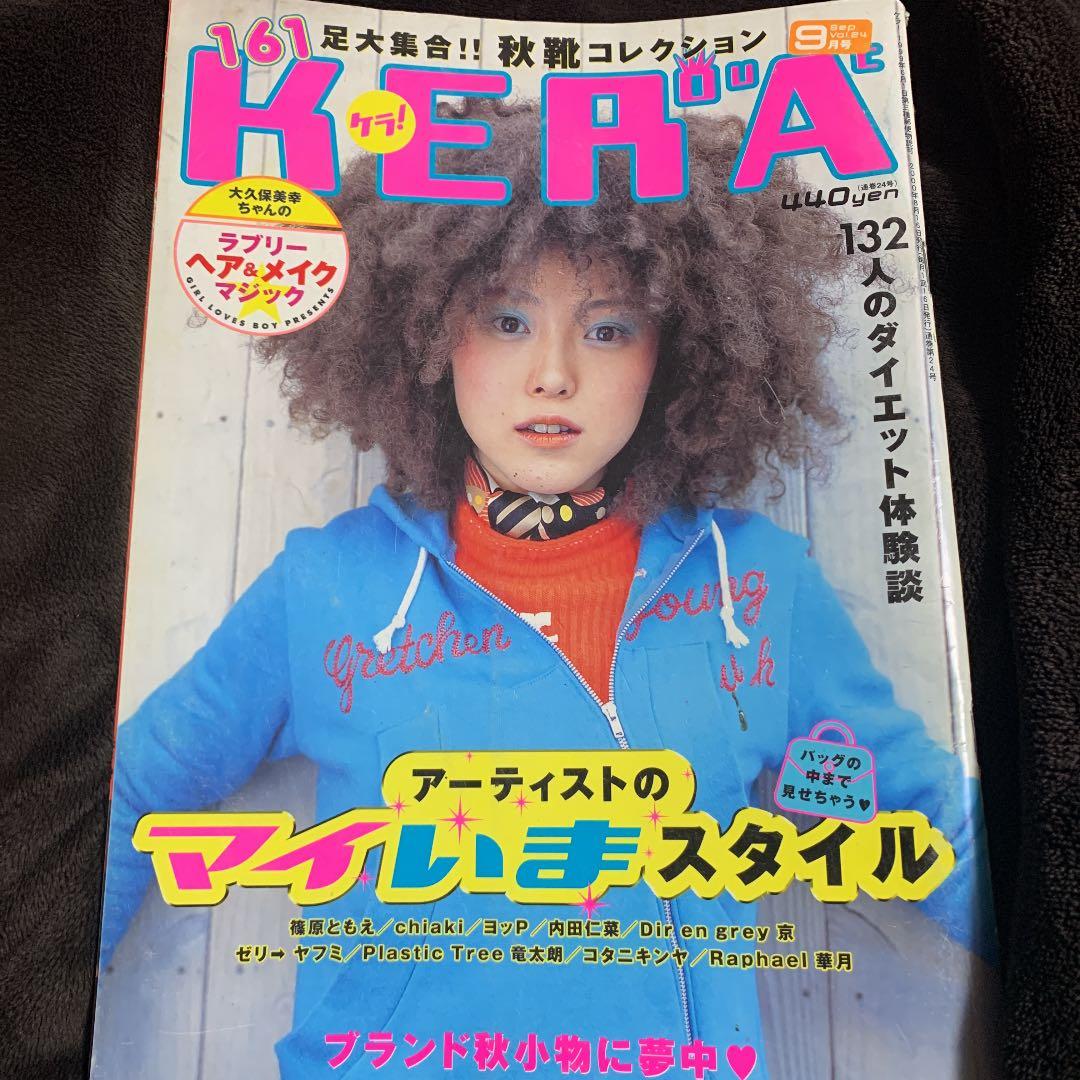 161足大集合!! 秋靴コレクション
9月号
Sep
Vol.24
KERA
ケラ!
(通巻24号)
440yen
大久保美幸
ちゃんの
ラブリー
ヘア&メイク
マジック
GIRL LOVES BOY PRESENTS
132人のダイエット体験談
Gretchen young
バッグの
中まで
見せちゃう♥
アーティストの
マイいまスタイル
篠原ともえ/chiaki/ヨッP/内田仁菜/Dir en grey 京
ゼリ→ ヤフミ/Plastic Tree 竜太朗/コタニキンヤ/Raphael 華月
ブランド秋小物に夢中♥